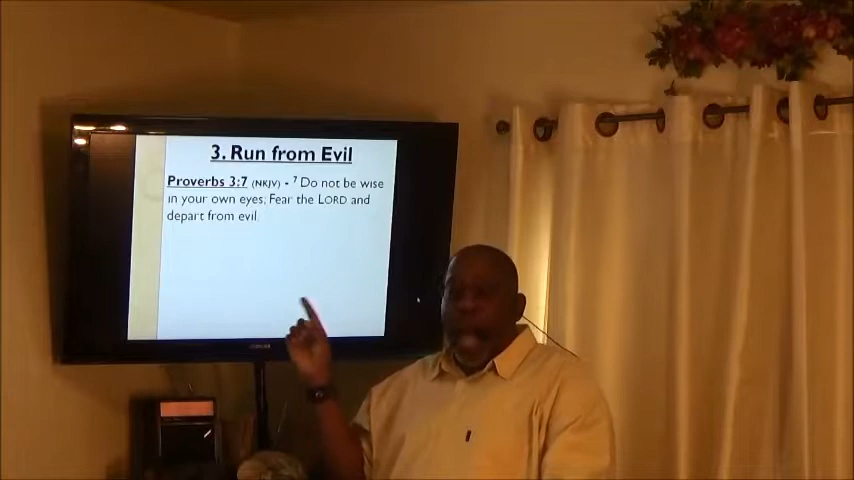 3. Run from Evil
Proverbs 3:7 (NKJV) - 7 Do not be wise
in your own eyes; Fear the LORD and
depart from evil.